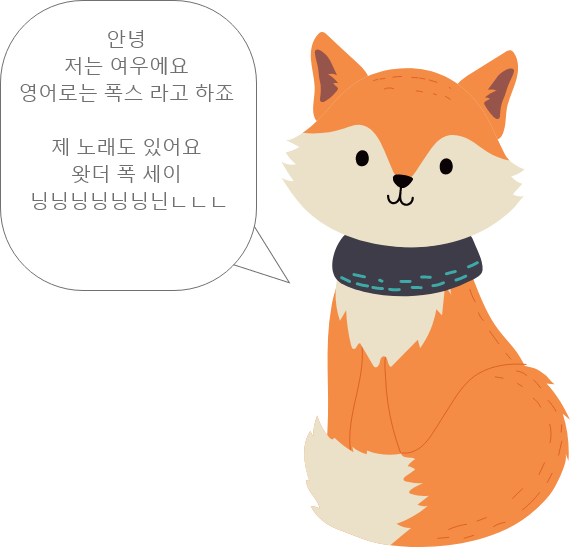 안녕
저는 여우에요
영어로는 폭스 라고 하죠
제 노래도 있어요
왓더 폭 세이
닝닝닝닝닝닝닌ㄴㄴㄴ